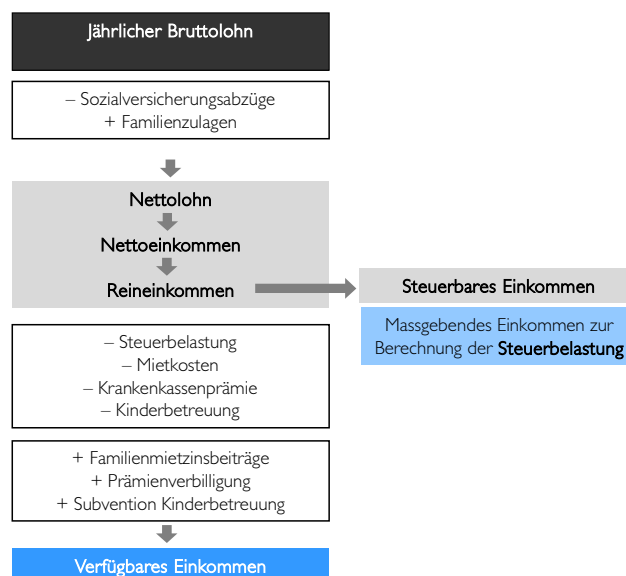 Jährlicher Bruttolohn
– Sozialversicherungsabzüge
+ Familienzulagen
Nettolohn
Nettoeinkommen
Reineinkommen
Steuerbares Einkommen
Massgebendes Einkommen zur
Berechnung der Steuerbelastung
– Steuerbelastung
– Mietkosten
– Krankenkassenprämie
– Kinderbetreuung
+ Familienmietzinsbeiträge
+ Prämienverbilligung
+ Subvention Kinderbetreuung
Verfügbares Einkommen